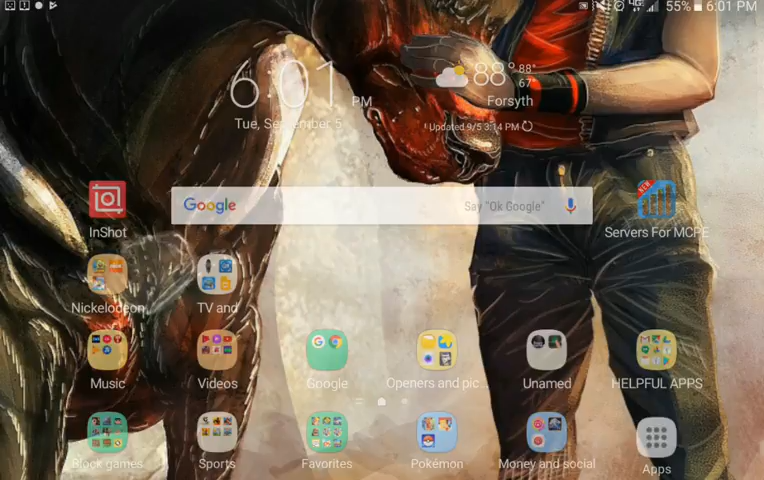 55% 6:01 PM
6:01 PM
88° 88°
67°
Forsyth
Tue, September 5
Updated 9/5 3:14 PM
Google Say "Ok Google"
InShot
NEW
Servers For MCPE
Nickelodeon
TV and
Music
Videos
Google
Openers and pic...
Unamed
HELPFUL APPS
Block games
Sports
Favorites
Pokémon
Money and social
Apps